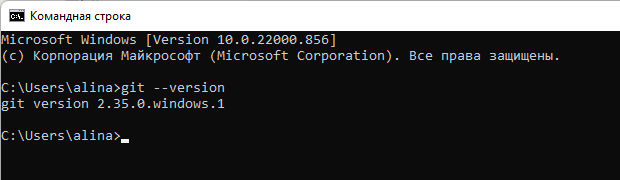 Командная строка
Microsoft Windows [Version 10.0.22000.856]
(c) Корпорация Майкрософт (Microsoft Corporation). Все права защищены.
C:\Users\alina>git --version
git version 2.35.0.windows.1
C:\Users\alina>